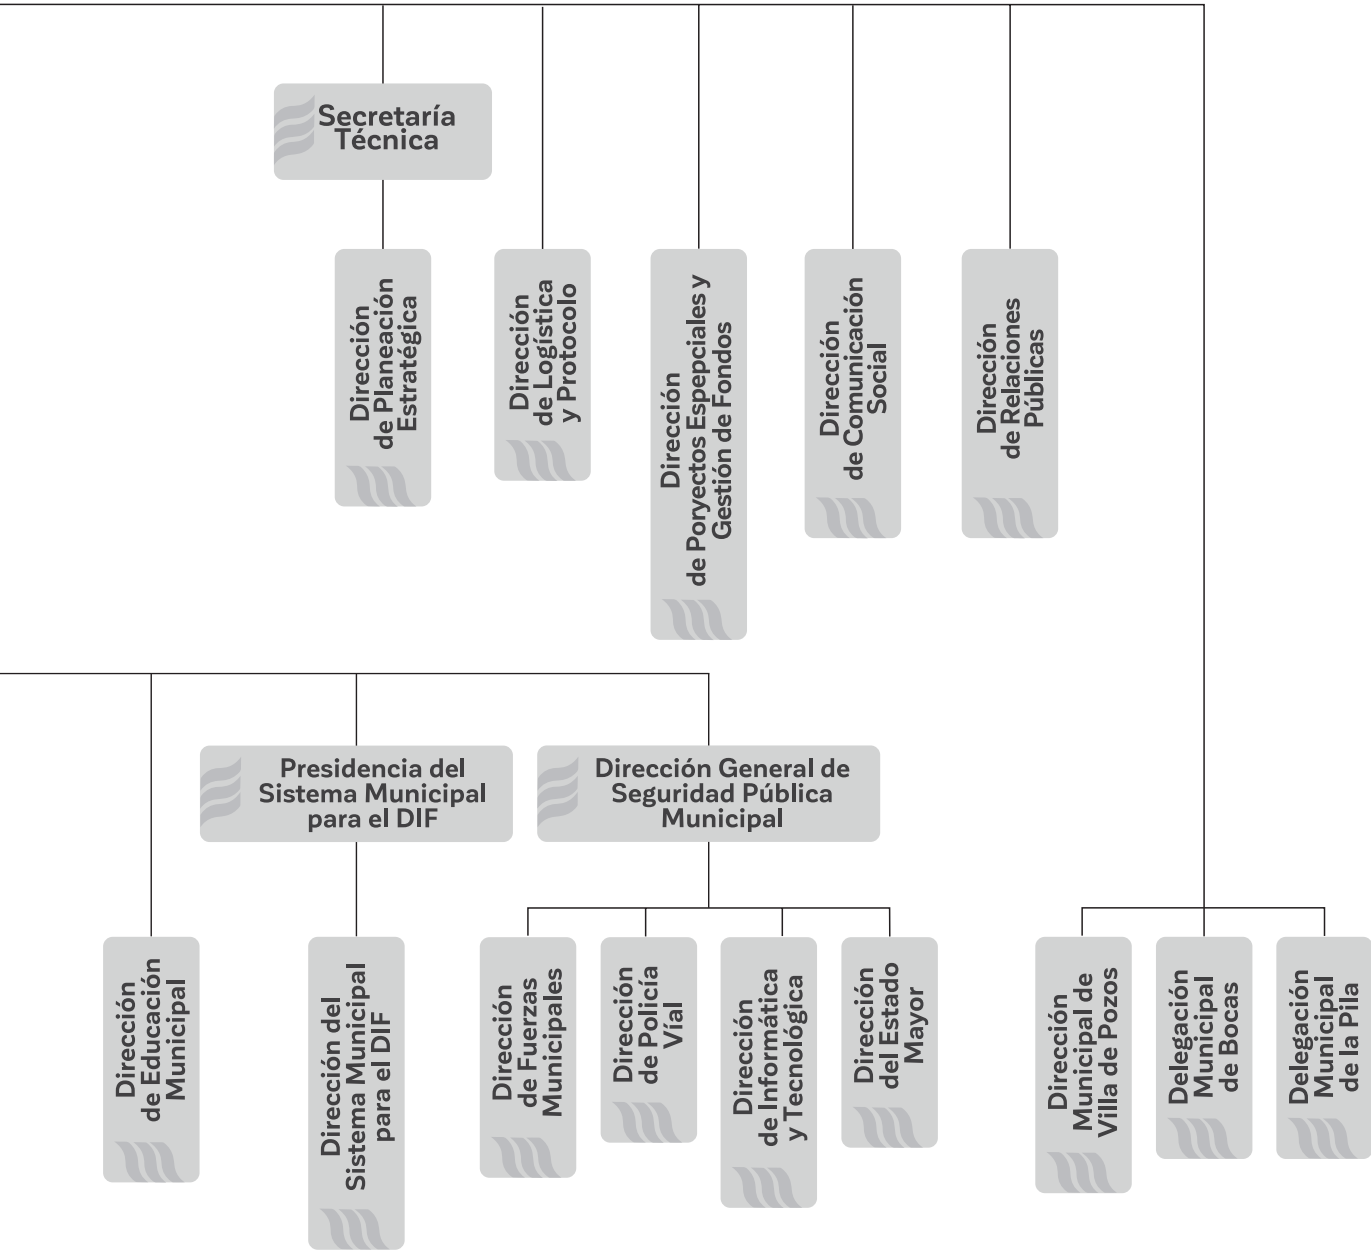 Secretaría
Técnica
Dirección
de Planeación
Estratégica
Dirección
de Logística
y Protocolo
Dirección
de Poryectos Espepciales y
Gestión de Fondos
Dirección
de Comunicación
Social
Dirección
de Relaciones
Públicas
Presidencia del
Sistema Municipal
para el DIF
Dirección General de
Seguridad Pública
Municipal
Dirección
de Educación
Municipal
Dirección del
Sistema Municipal
para el DIF
Dirección
de Fuerzas
Municipales
Dirección
de Policía
Víal
Dirección
de Informática
y Tecnológica
Dirección
del Estado
Mayor
Dirección
Municipal de
Villa de Pozos
Delegación
Municipal
de Bocas
Delegación
Municipal
de la Pila